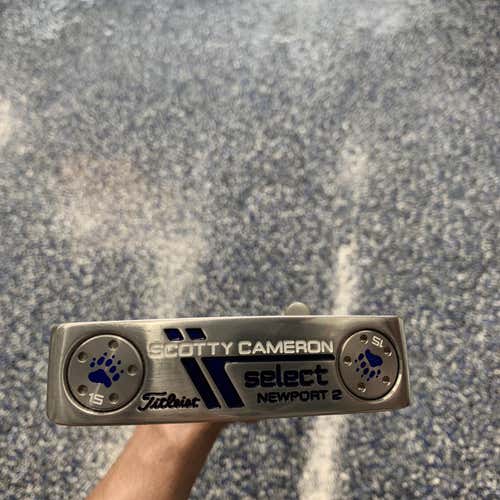 SCOTTY CAMERON
select
NEWPORT 2
Titleist
15
15